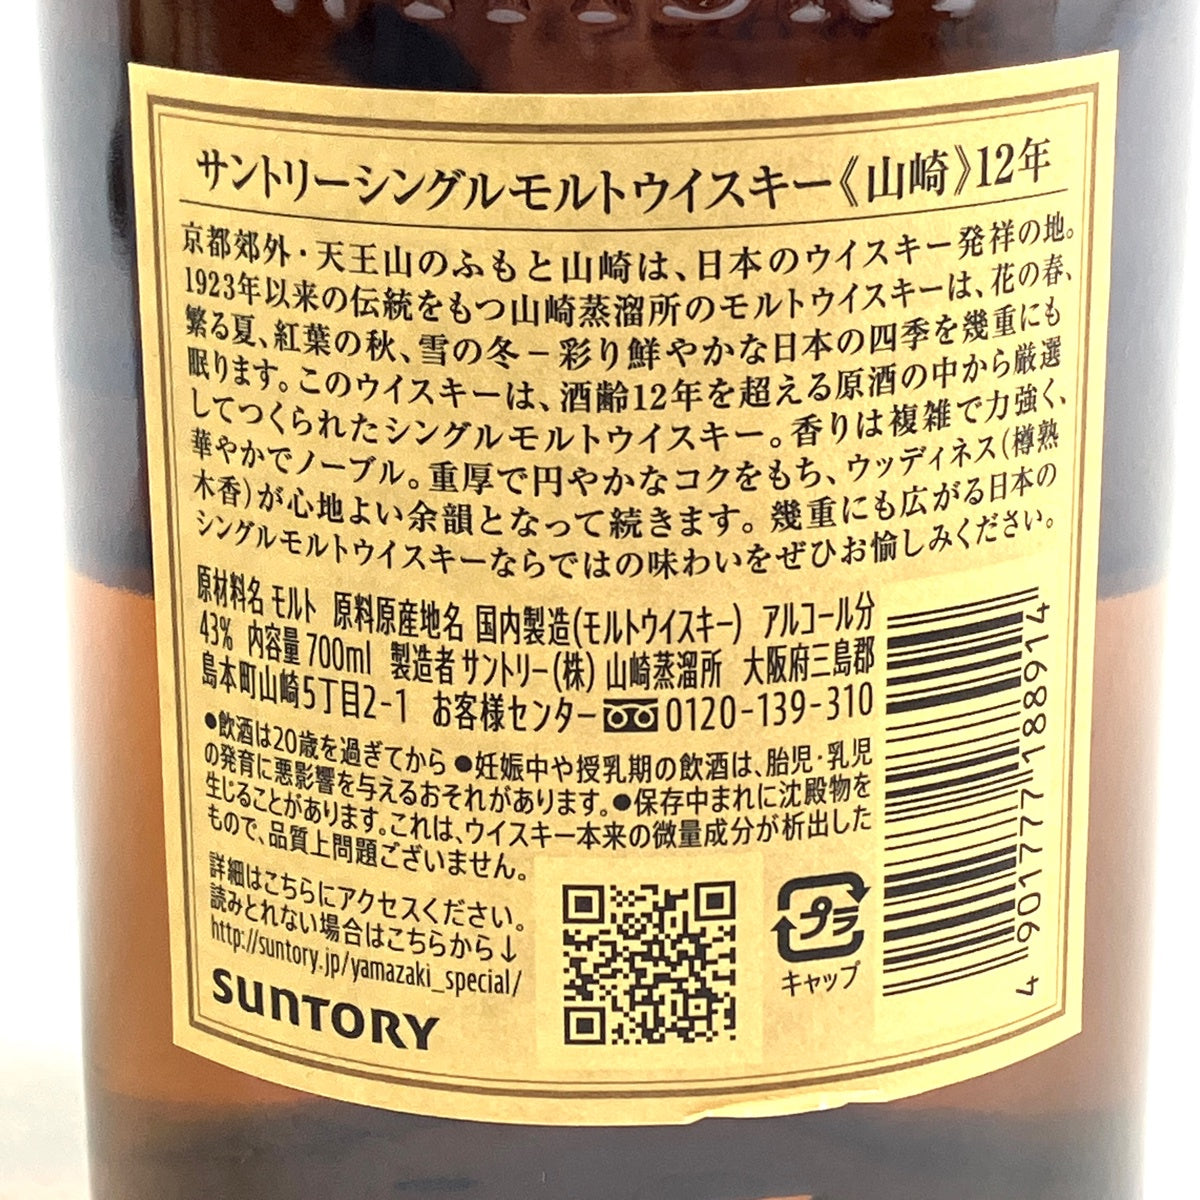 サントリーシングルモルトウイスキー《山崎》12年
京都郊外・天王山のふもと山崎は、日本のウイスキー発祥の地。
1923年以来の伝統をもつ山崎蒸溜所のモルトウイスキーは、花の春、
繁る夏、紅葉の秋、雪の冬－彩り鮮やかな日本の四季を幾重にも
眠ります。このウイスキーは、酒齢12年を超える原酒の中から厳選
してつくられたシングルモルトウイスキー。香りは複雑で力強く、
華やかでノーブル。重厚で円やかなコクをもち、ウッディネス(樽熟
木香)が心地よい余韻となって続きます。幾重にも広がる日本の
シングルモルトウイスキーならではの味わいをぜひお愉しみください。
原材料名 モルト 原料原産地名 国内製造(モルトウイスキー) アルコール分
43% 内容量 700ml 製造者 サントリー(株) 山崎蒸溜所 大阪府三島郡
島本町山崎5丁目2-1 お客様センター 0120-139-310
●飲酒は20歳を過ぎてから ●妊娠中や授乳期の飲酒は、胎児・乳児
の発育に悪影響を与えるおそれがあります。●保存中まれに沈殿物を
生じることがあります。これは、ウイスキー本来の微量成分が析出した
もので、品質上問題ございません。
詳細はこちらにアクセスください。
読みとれない場合はこちらから↓
http://suntory.jp/yamazaki_special/
SUNTORY
プラ
キャップ
4 901777 188914